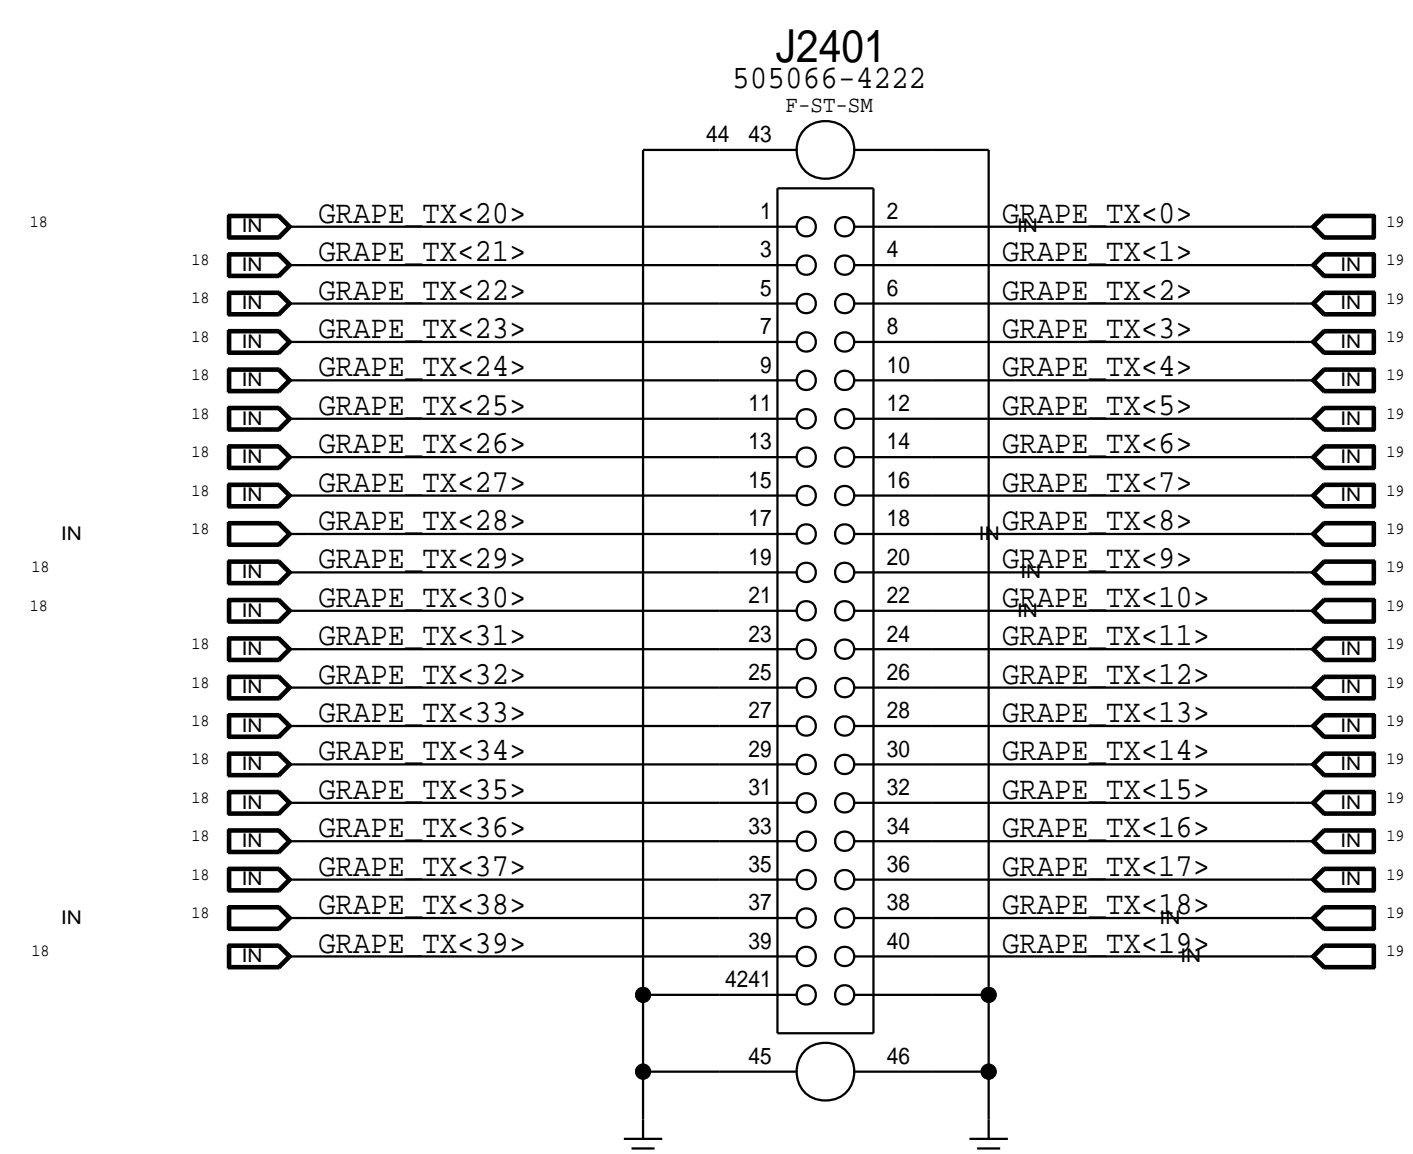 J2401
505066-4222
F-ST-SM
44 43
18 IN GRAPE_TX<20> 1 2 GRAPE_TX<0> IN 19
18 IN GRAPE_TX<21> 3 4 GRAPE_TX<1> IN 19
18 IN GRAPE_TX<22> 5 6 GRAPE_TX<2> IN 19
18 IN GRAPE_TX<23> 7 8 GRAPE_TX<3> IN 19
18 IN GRAPE_TX<24> 9 10 GRAPE_TX<4> IN 19
18 IN GRAPE_TX<25> 11 12 GRAPE_TX<5> IN 19
18 IN GRAPE_TX<26> 13 14 GRAPE_TX<6> IN 19
18 IN GRAPE_TX<27> 15 16 GRAPE_TX<7> IN 19
IN 18 GRAPE_TX<28> 17 18 IN GRAPE_TX<8> 19
18 IN GRAPE_TX<29> 19 20 GRAPE_TX<9> IN 19
18 IN GRAPE_TX<30> 21 22 GRAPE_TX<10> IN 19
18 IN GRAPE_TX<31> 23 24 GRAPE_TX<11> IN 19
18 IN GRAPE_TX<32> 25 26 GRAPE_TX<12> IN 19
18 IN GRAPE_TX<33> 27 28 GRAPE_TX<13> IN 19
18 IN GRAPE_TX<34> 29 30 GRAPE_TX<14> IN 19
18 IN GRAPE_TX<35> 31 32 GRAPE_TX<15> IN 19
18 IN GRAPE_TX<36> 33 34 GRAPE_TX<16> IN 19
18 IN GRAPE_TX<37> 35 36 GRAPE_TX<17> IN 19
IN 18 GRAPE_TX<38> 37 38 GRAPE_TX<18> IN 19
18 IN GRAPE_TX<39> 39 40 GRAPE_TX<19> IN 19
4241
45 46